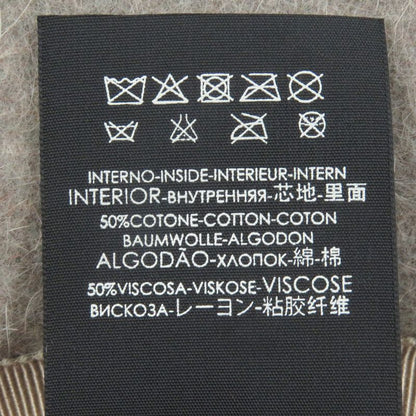 INTERNO-INSIDE-INTERIEUR-INTERN
INTERIOR-ВНУТРЕННЯЯ-芯地-里面
50%COTONE-COTTON-COTON
BAUMWOLLE-ALGODON
ALGODÃO-ХЛОПОК-綿-棉
50%VISCOSA-VISKOSE-VISCOSE
ВИСКОЗА-レーヨン-粘胶纤维